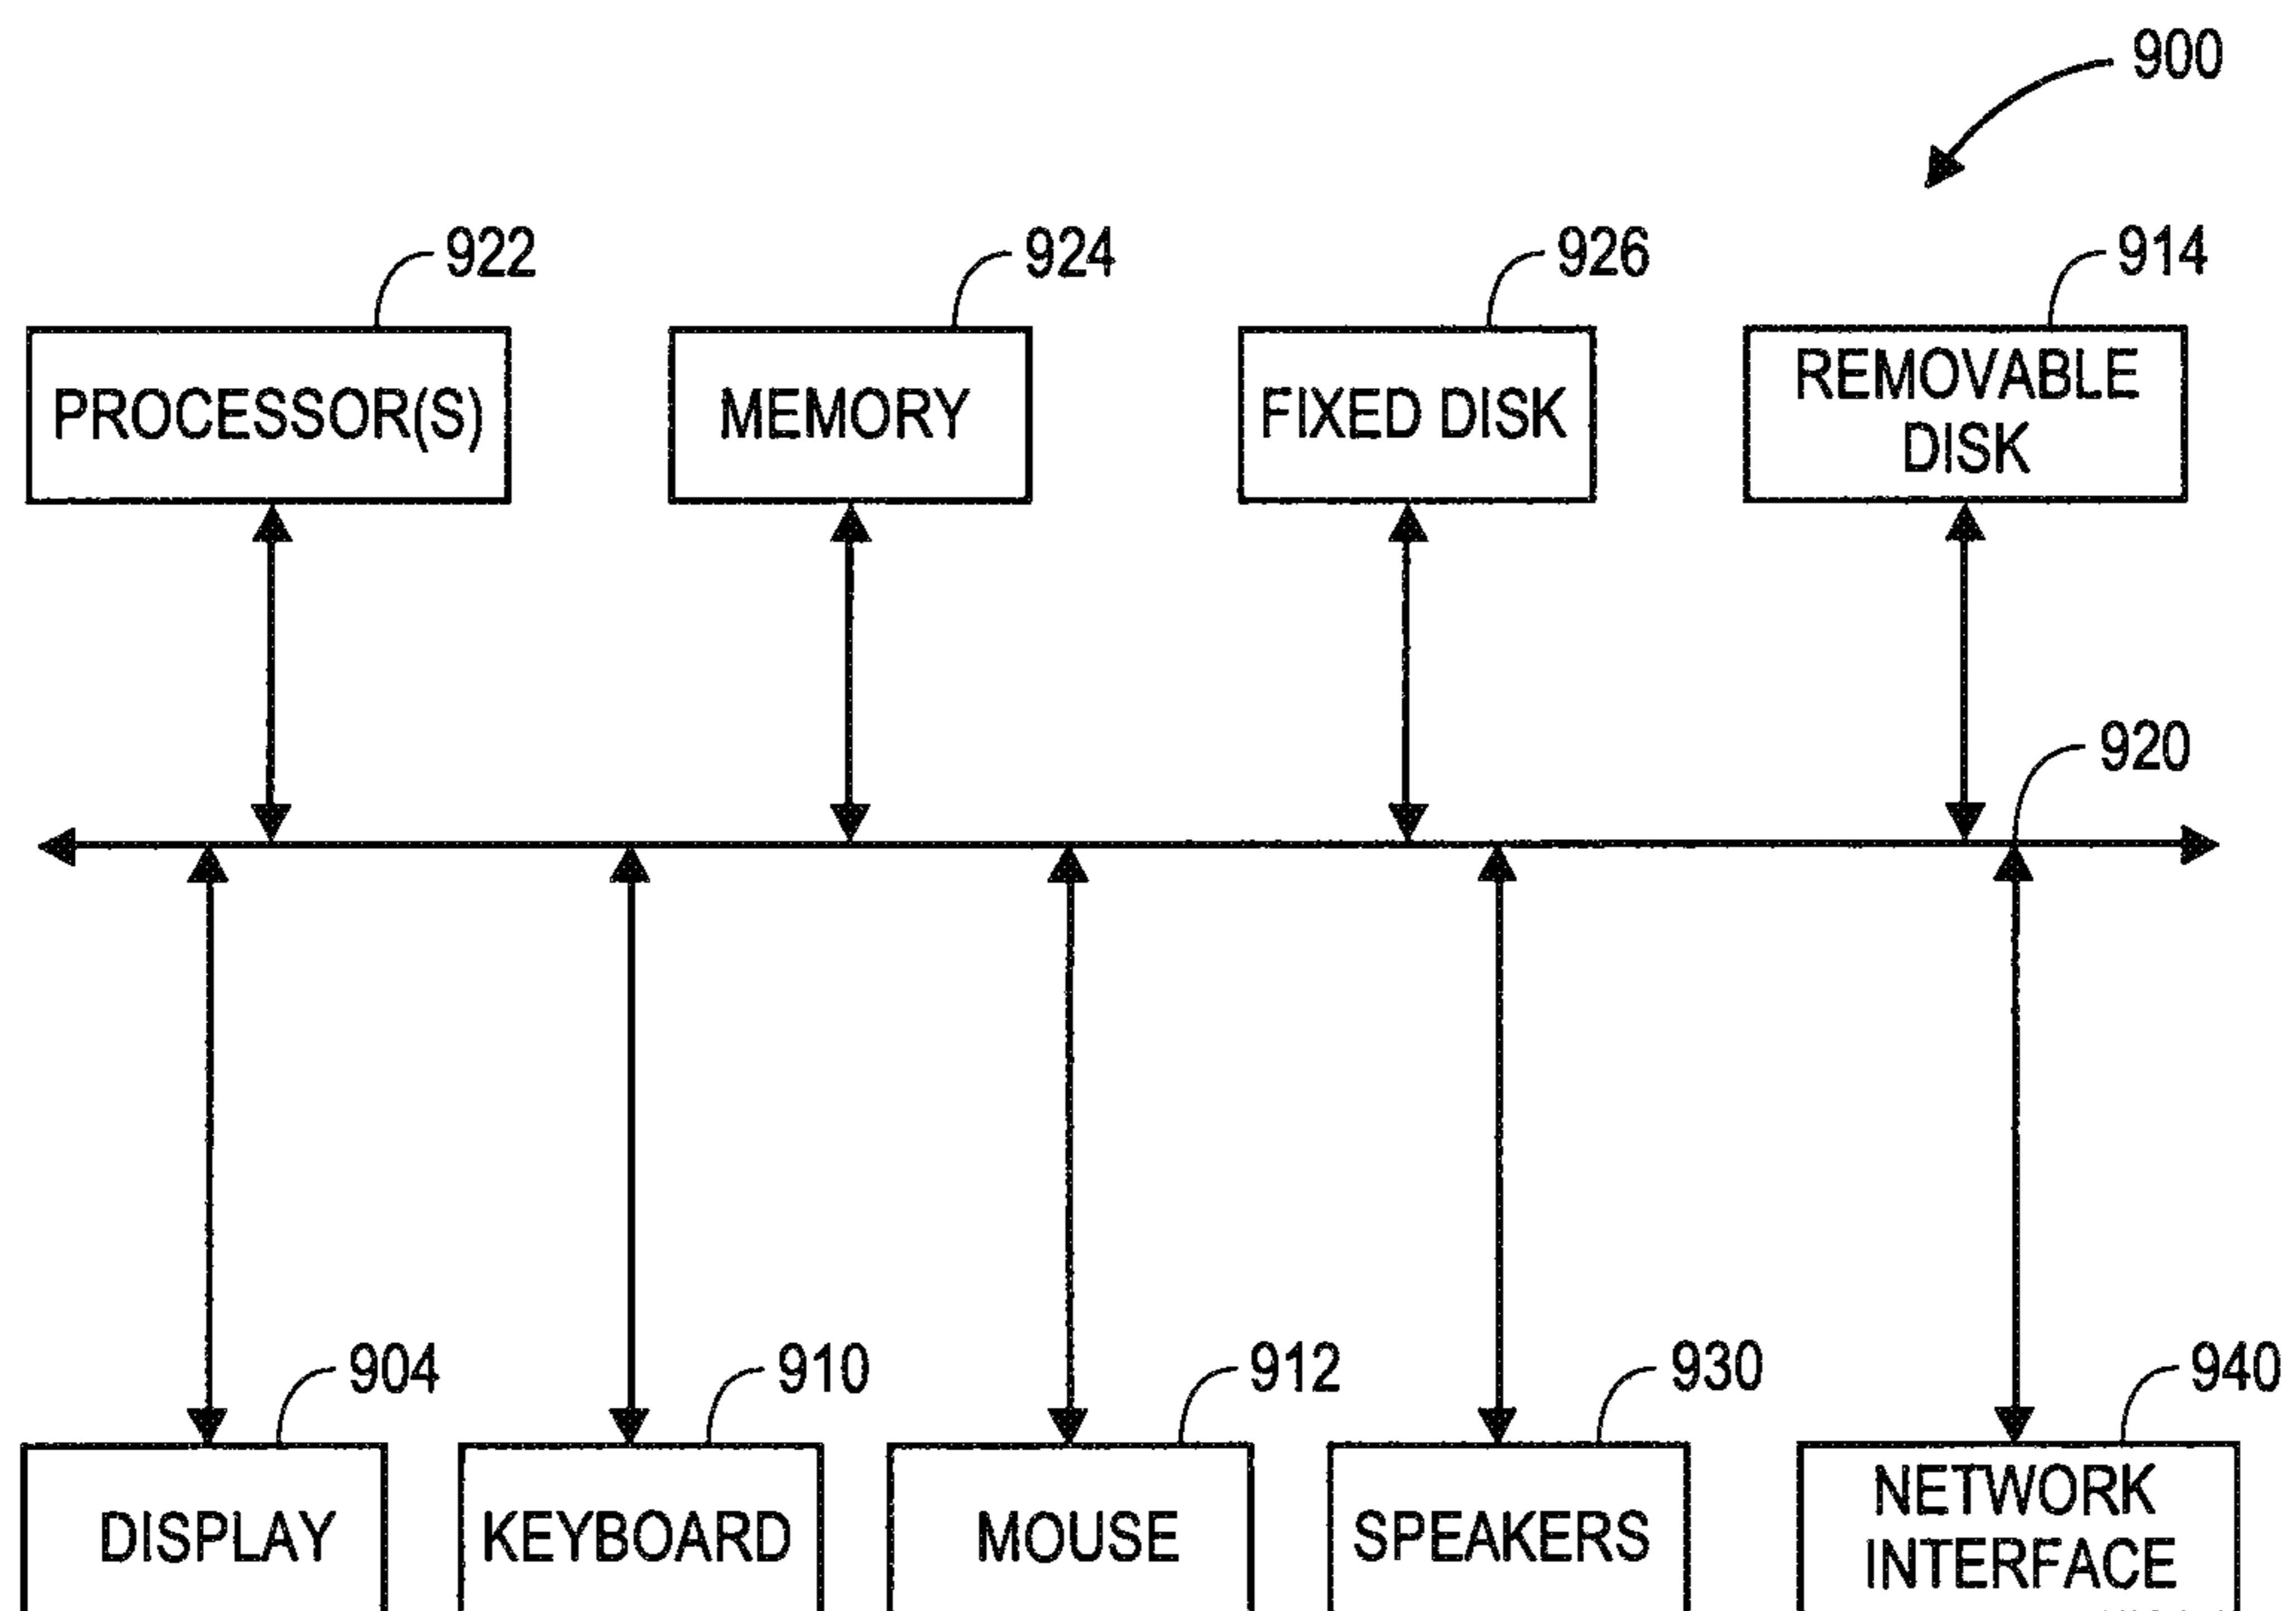 900
922
924
926
914
PROCESSOR(S)
MEMORY
FIXED DISK
REMOVABLE
DISK
920
904
910
912
930
940
DISPLAY
KEYBOARD
MOUSE
SPEAKERS
NETWORK
INTERFACE